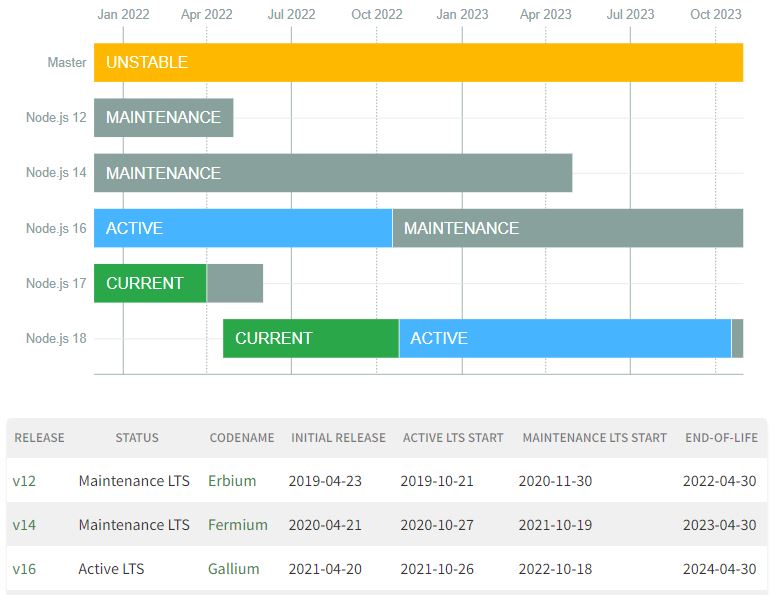 Jan 2022 Apr 2022 Jul 2022 Oct 2022 Jan 2023 Apr 2023 Jul 2023 Oct 2023
Master UNSTABLE
Node.js 12 MAINTENANCE
Node.js 14 MAINTENANCE
Node.js 16 ACTIVE MAINTENANCE
Node.js 17 CURRENT
Node.js 18 CURRENT ACTIVE
RELEASE STATUS CODENAME INITIAL RELEASE ACTIVE LTS START MAINTENANCE LTS START END-OF-LIFE
v12 Maintenance LTS Erbium 2019-04-23 2019-10-21 2020-11-30 2022-04-30
v14 Maintenance LTS Fermium 2020-04-21 2020-10-27 2021-10-19 2023-04-30
v16 Active LTS Gallium 2021-04-20 2021-10-26 2022-10-18 2024-04-30